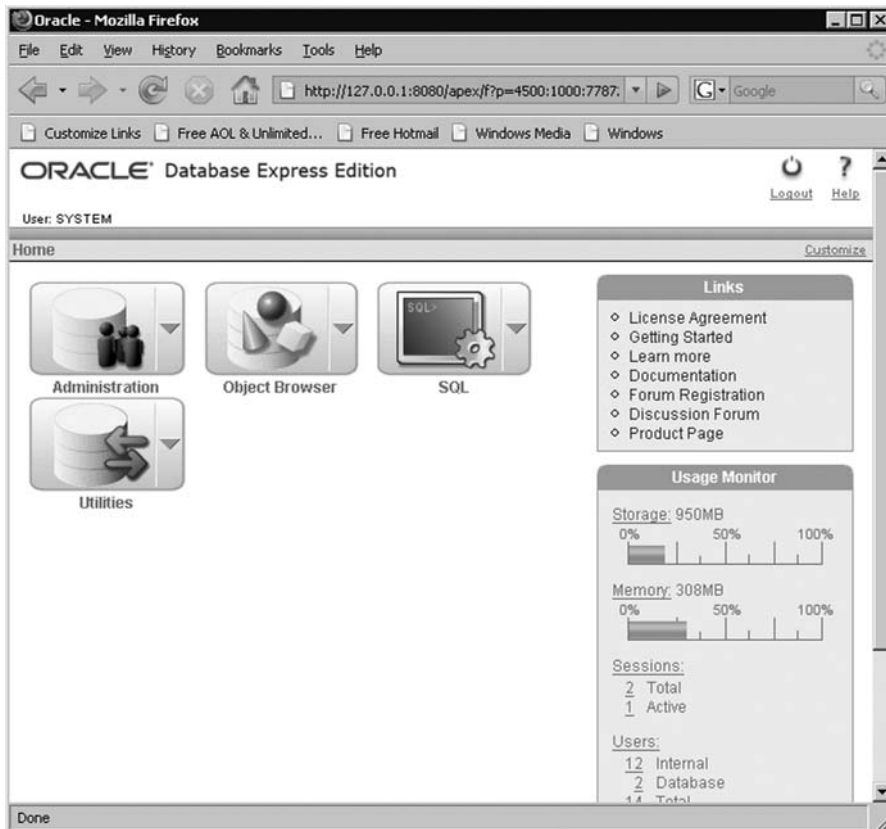 Oracle - Mozilla Firefox
File Edit View History Bookmarks Tools Help
http://127.0.0.1:8080/apex/f?p=4500:1000:7787: G Google
Customize Links Free AOL & Unlimited... Free Hotmail Windows Media Windows
ORACLE Database Express Edition
Logout Help
User: SYSTEM
Home Customize
SQL>
Administration Object Browser SQL
Utilities
Links
License Agreement
Getting Started
Learn more
Documentation
Forum Registration
Discussion Forum
Product Page
Usage Monitor
Storage: 950MB
0% 50% 100%
Memory: 308MB
0% 50% 100%
Sessions:
2 Total
1 Active
Users:
12 Internal
2 Database
14 Total
Done